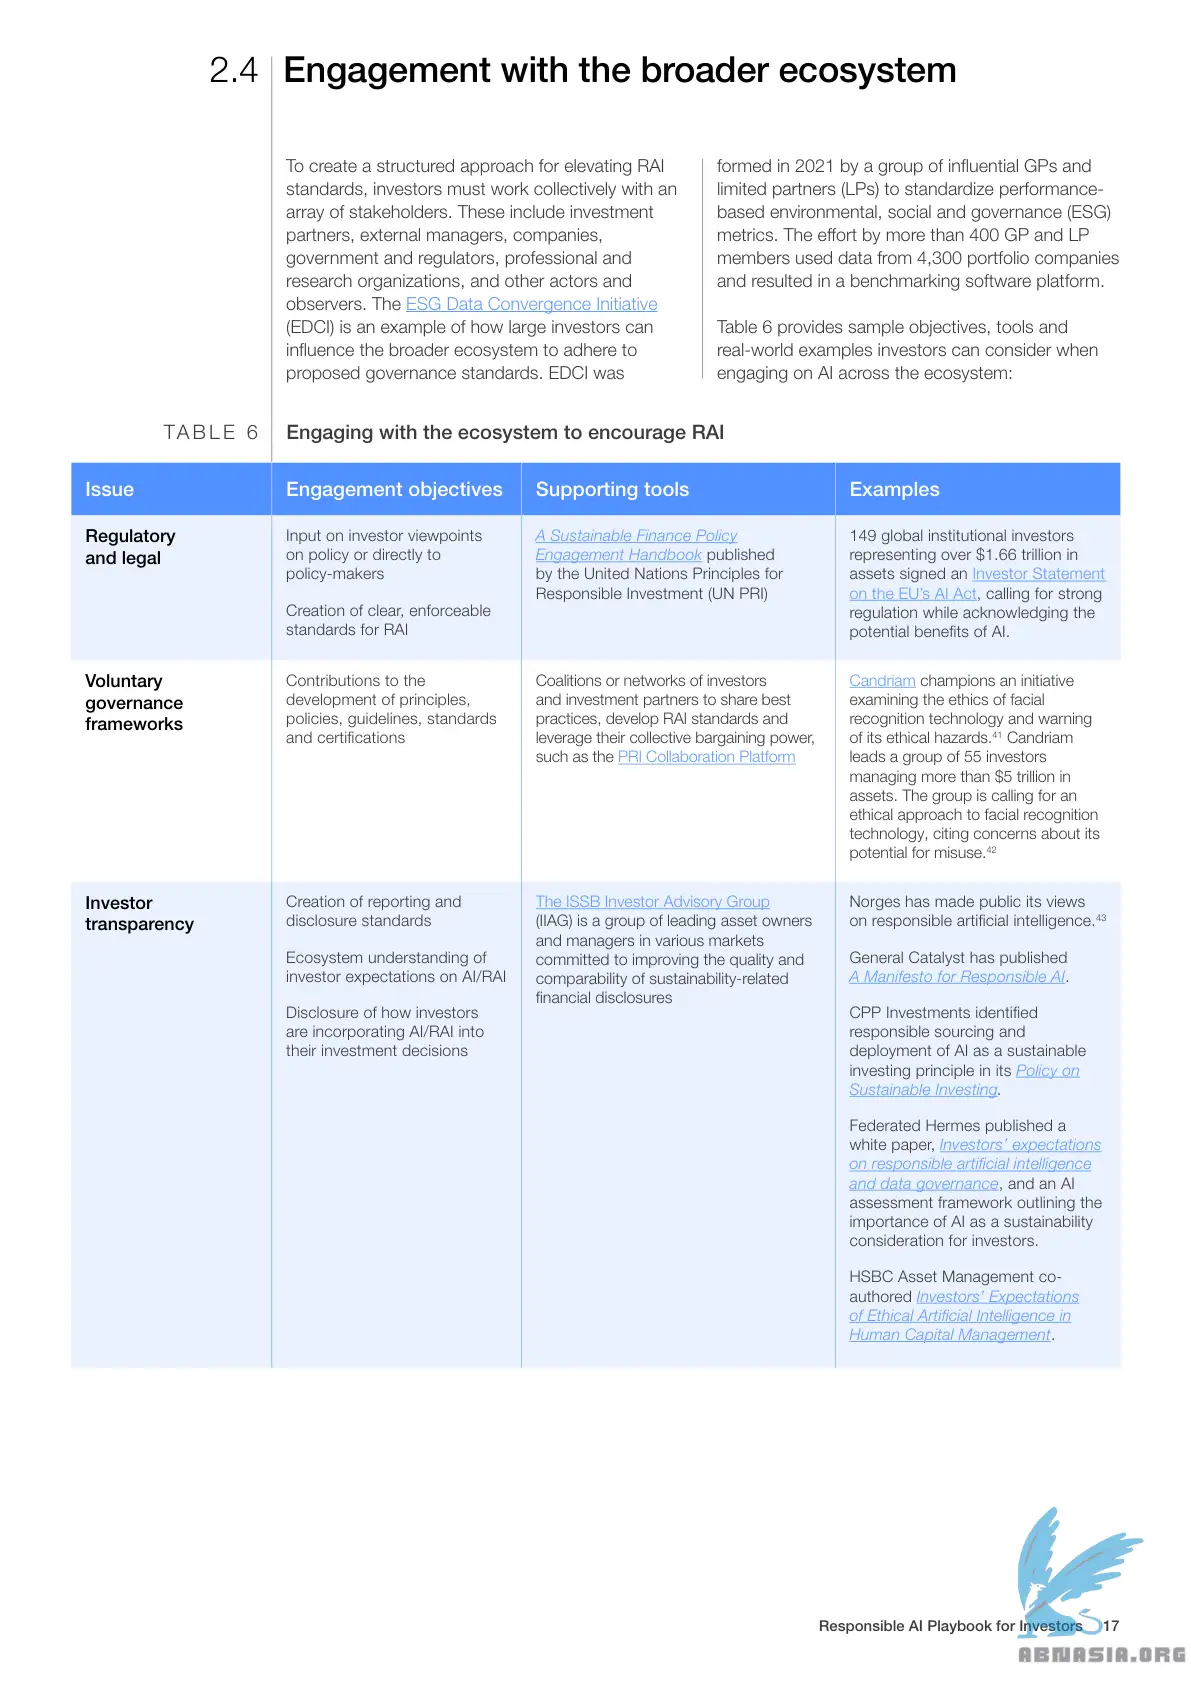 2.4 Engagement with the broader ecosystem
To create a structured approach for elevating RAI
standards, investors must work collectively with an
array of stakeholders. These include investment
partners, external managers, companies,
government and regulators, professional and
research organizations, and other actors and
observers. The ESG Data Convergence Initiative
(EDCI) is an example of how large investors can
influence the broader ecosystem to adhere to
proposed governance standards. EDCI was
formed in 2021 by a group of influential GPs and
limited partners (LPs) to standardize performance-
based environmental, social and governance (ESG)
metrics. The effort by more than 400 GP and LP
members used data from 4,300 portfolio companies
and resulted in a benchmarking software platform.
Table 6 provides sample objectives, tools and
real-world examples investors can consider when
engaging on AI across the ecosystem:
TABLE 6 Engaging with the ecosystem to encourage RAI
Issue
Engagement objectives
Supporting tools
Examples
Regulatory
and legal
Input on investor viewpoints
on policy or directly to
policy-makers
Creation of clear, enforceable
standards for RAI
A Sustainable Finance Policy
Engagement Handbook published
by the United Nations Principles for
Responsible Investment (UN PRI)
149 global institutional investors
representing over $1.66 trillion in
assets signed an Investor Statement
on the EU's AI Act, calling for strong
regulation while acknowledging the
potential benefits of AI.
Voluntary
governance
frameworks
Contributions to the
development of principles,
policies, guidelines, standards
and certifications
Coalitions or networks of investors
and investment partners to share best
practices, develop RAI standards and
leverage their collective bargaining power,
such as the PRI Collaboration Platform
Candriam champions an initiative
examining the ethics of facial
recognition technology and warning
of its ethical hazards.41 Candriam
leads a group of 55 investors
managing more than $5 trillion in
assets. The group is calling for an
ethical approach to facial recognition
technology, citing concerns about its
potential for misuse.42
Investor
transparency
Creation of reporting and
disclosure standards
Ecosystem understanding of
investor expectations on AI/RAI
Disclosure of how investors
are incorporating AI/RAI into
their investment decisions
The ISSB Investor Advisory Group
(IIAG) is a group of leading asset owners
and managers in various markets
committed to improving the quality and
comparability of sustainability-related
financial disclosures
Norges has made public its views
on responsible artificial intelligence.43
General Catalyst has published
A Manifesto for Responsible AI.
CPP Investments identified
responsible sourcing and
deployment of AI as a sustainable
investing principle in its Policy on
Sustainable Investing.
Federated Hermes published a
white paper, Investors' expectations
on responsible artificial intelligence
and data governance, and an AI
assessment framework outlining the
importance of AI as a sustainability
consideration for investors.
HSBC Asset Management co-
authored Investors' Expectations
of Ethical Artificial Intelligence in
Human Capital Management.
Responsible AI Playbook for Investors 17
ABNASIA.ORG